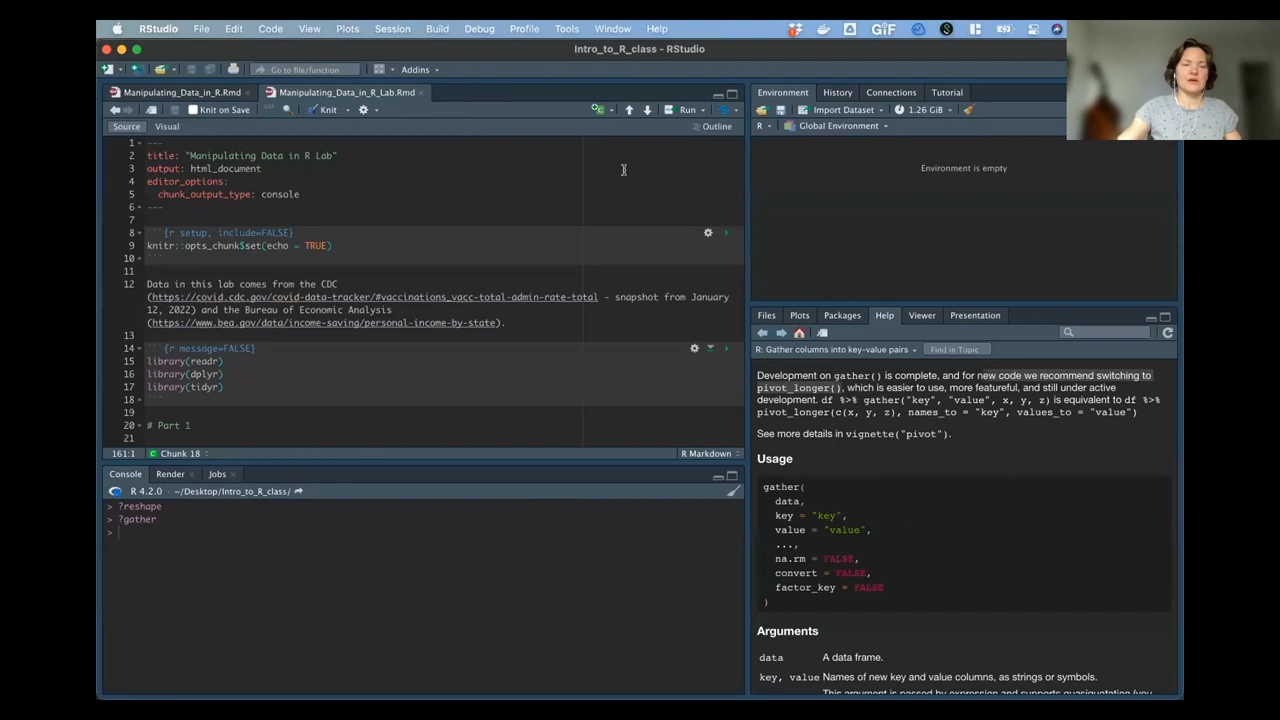 RStudio File Edit Code View Plots Session Build Debug Profile Tools Window Help GIF
Intro_to_R_class - RStudio
Go to file/function Addins
Manipulating_Data_in_R.Rmd Manipulating_Data_in_R_Lab.Rmd
Knit on Save Knit Run
Source Visual Outline
1 ---
2 title: "Manipulating Data in R Lab"
3 output: html_document
4 editor_options:
5 chunk_output_type: console
6 ---
7
8 ```{r setup, include=FALSE}
9 knitr::opts_chunk$set(echo = TRUE)
10 ```
11
12 Data in this lab comes from the CDC
(https://covid.cdc.gov/covid-data-tracker/#vaccinations_vacc-total-admin-rate-total - snapshot from January
12, 2022) and the Bureau of Economic Analysis
(https://www.bea.gov/data/income-saving/personal-income-by-state).
13
14 ```{r message=FALSE}
15 library(readr)
16 library(dplyr)
17 library(tidyr)
18 ```
19
20 # Part 1
21
161:1 Chunk 18 R Markdown
Console Render Jobs
R 4.2.0 · ~/Desktop/Intro_to_R_class/
> ?reshape
> ?gather
>
Environment History Connections Tutorial
Import Dataset 1.26 GiB
R Global Environment
Environment is empty
Files Plots Packages Help Viewer Presentation
R: Gather columns into key-value pairs Find in Topic
Development on gather() is complete, and for new code we recommend switching to
pivot_longer(), which is easier to use, more featureful, and still under active
development. df %>% gather("key", "value", x, y, z) is equivalent to df %>%
pivot_longer(c(x, y, z), names_to = "key", values_to = "value")
See more details in vignette("pivot").
Usage
gather(
data,
key = "key",
value = "value",
...,
na.rm = FALSE,
convert = FALSE,
factor_key = FALSE
)
Arguments
data A data frame.
key, value Names of new key and value columns, as strings or symbols.
This argument is passed by expression and supports quasiquotation (you